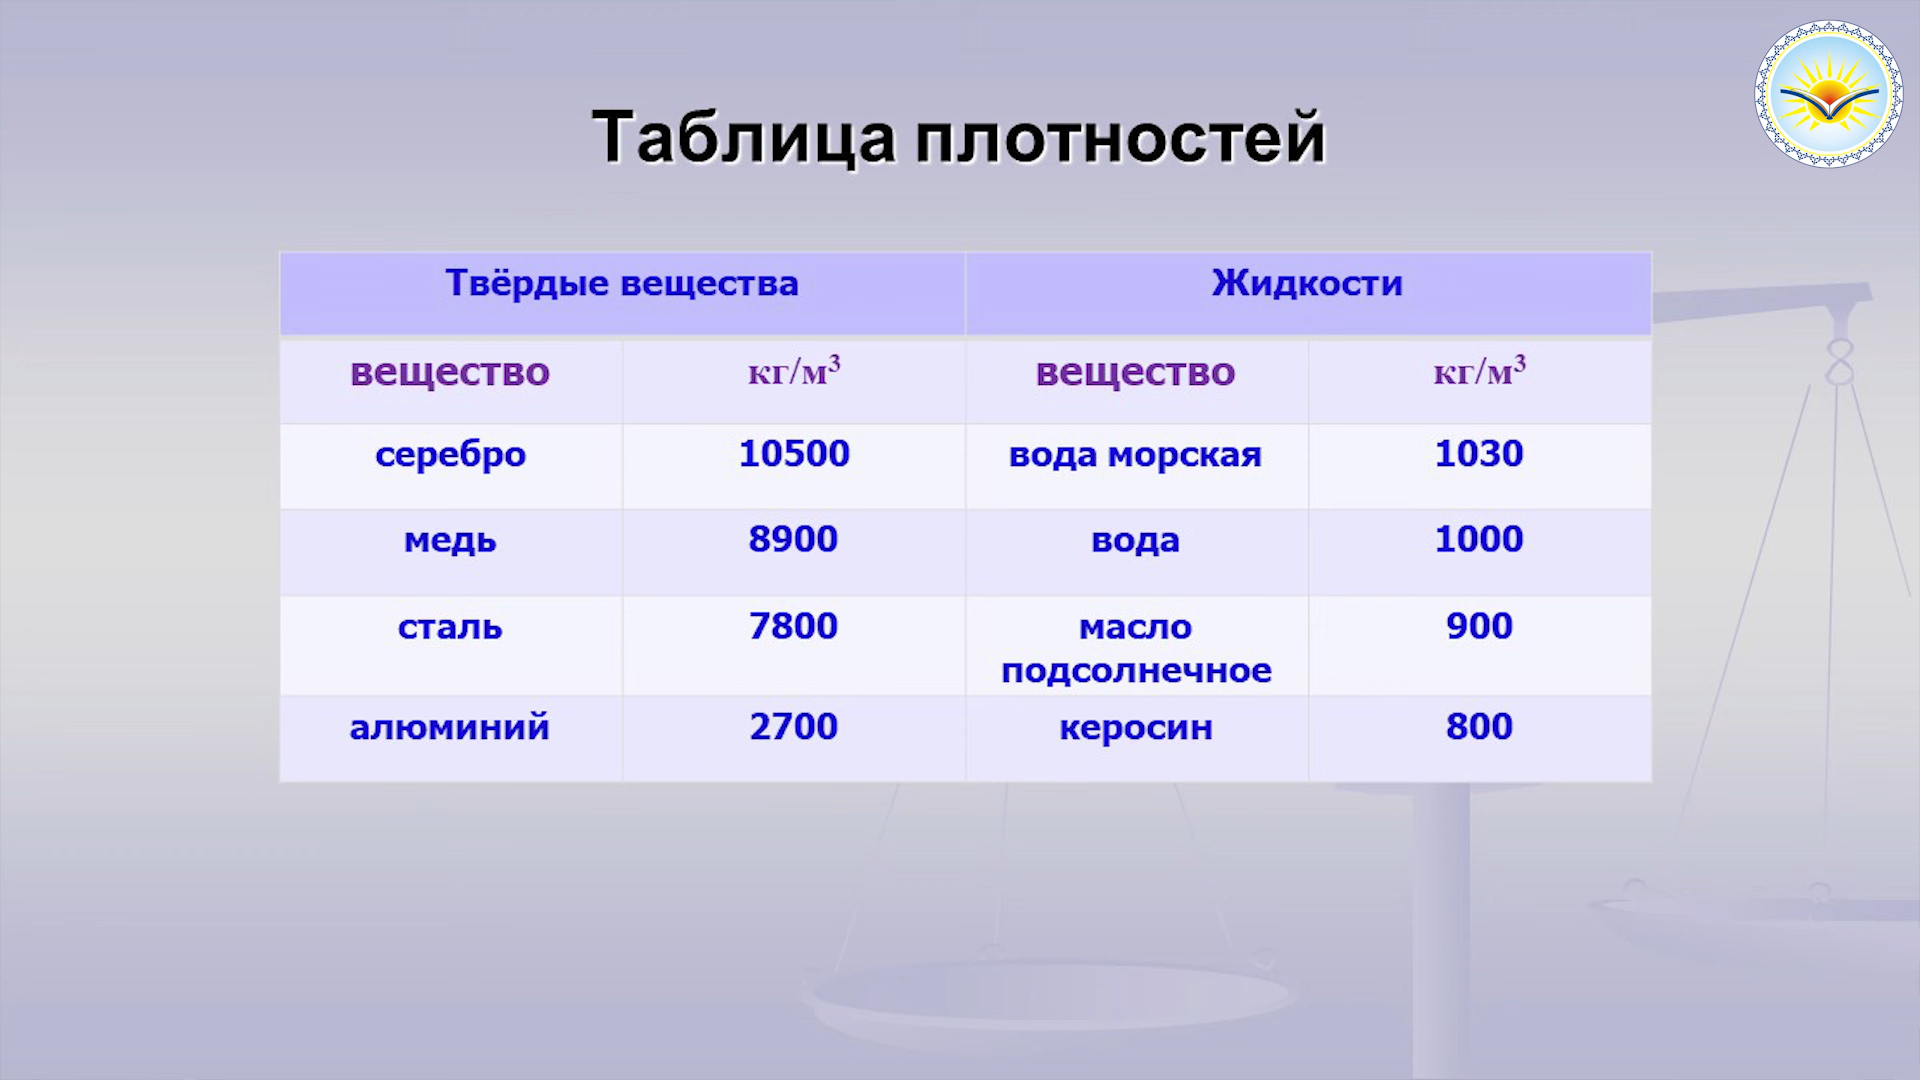 Таблица плотностей
Твёрдые вещества Жидкости
вещество кг/м³ вещество кг/м³
серебро 10500 вода морская 1030
медь 8900 вода 1000
сталь 7800 масло 900
подсолнечное
алюминий 2700 керосин 800